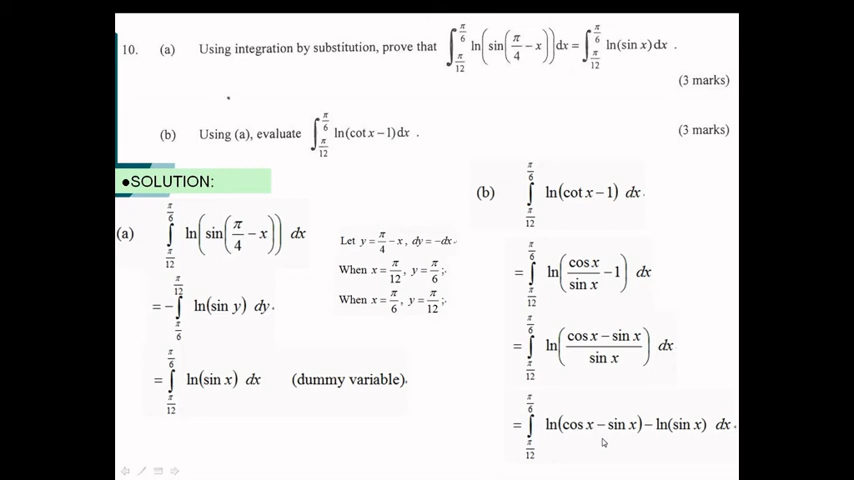 10. (a) Using integration by substitution, prove that ∫_{π/12}^{π/6} ln(sin(π/4 − x))dx = ∫_{π/12}^{π/6} ln(sin x)dx .
(3 marks)
(b) Using (a), evaluate ∫_{π/12}^{π/6} ln(cot x − 1)dx .
(3 marks)
●SOLUTION:
(a) ∫_{π/12}^{π/6} ln(sin(π/4 − x)) dx
Let y = π/4 − x , dy = −dx.
When x = π/12 , y = π/6 ;.
When x = π/6 , y = π/12 ;.
= −∫_{π/6}^{π/12} ln(sin y) dy.
= ∫_{π/12}^{π/6} ln(sin x) dx (dummy variable).
(b) ∫_{π/12}^{π/6} ln(cot x − 1) dx.
= ∫_{π/12}^{π/6} ln(cos x/sin x − 1) dx
= ∫_{π/12}^{π/6} ln((cos x − sin x)/sin x) dx
= ∫_{π/12}^{π/6} ln(cos x − sin x) − ln(sin x) dx.